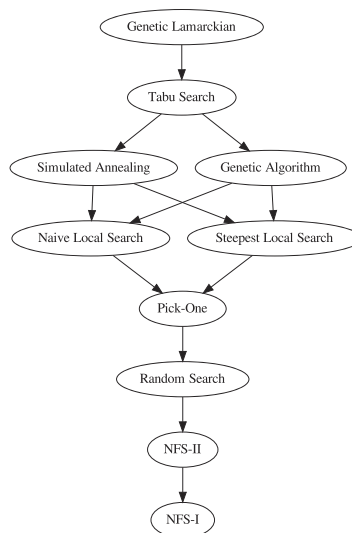 Genetic Lamarckian
Tabu Search
Simulated Annealing
Genetic Algorithm
Naive Local Search
Steepest Local Search
Pick-One
Random Search
NFS-II
NFS-I